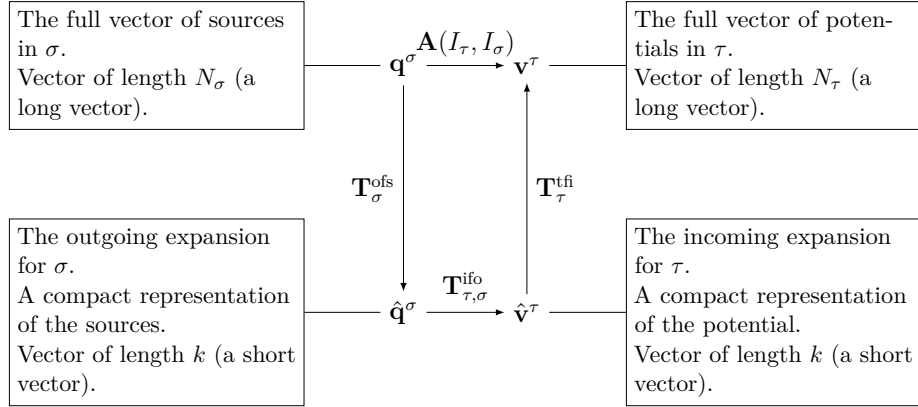 The full vector of sources
in σ.
Vector of length N_σ (a
long vector).
q^σ
A(I_τ, I_σ)
v^τ
The full vector of poten-
tials in τ.
Vector of length N_τ (a
long vector).
T_σ^ofs
T_τ^tfi
The outgoing expansion
for σ.
A compact representation
of the sources.
Vector of length k (a short
vector).
q̂^σ
T_{τ,σ}^ifo
v̂^τ
The incoming expansion
for τ.
A compact representation
of the potential.
Vector of length k (a short
vector).